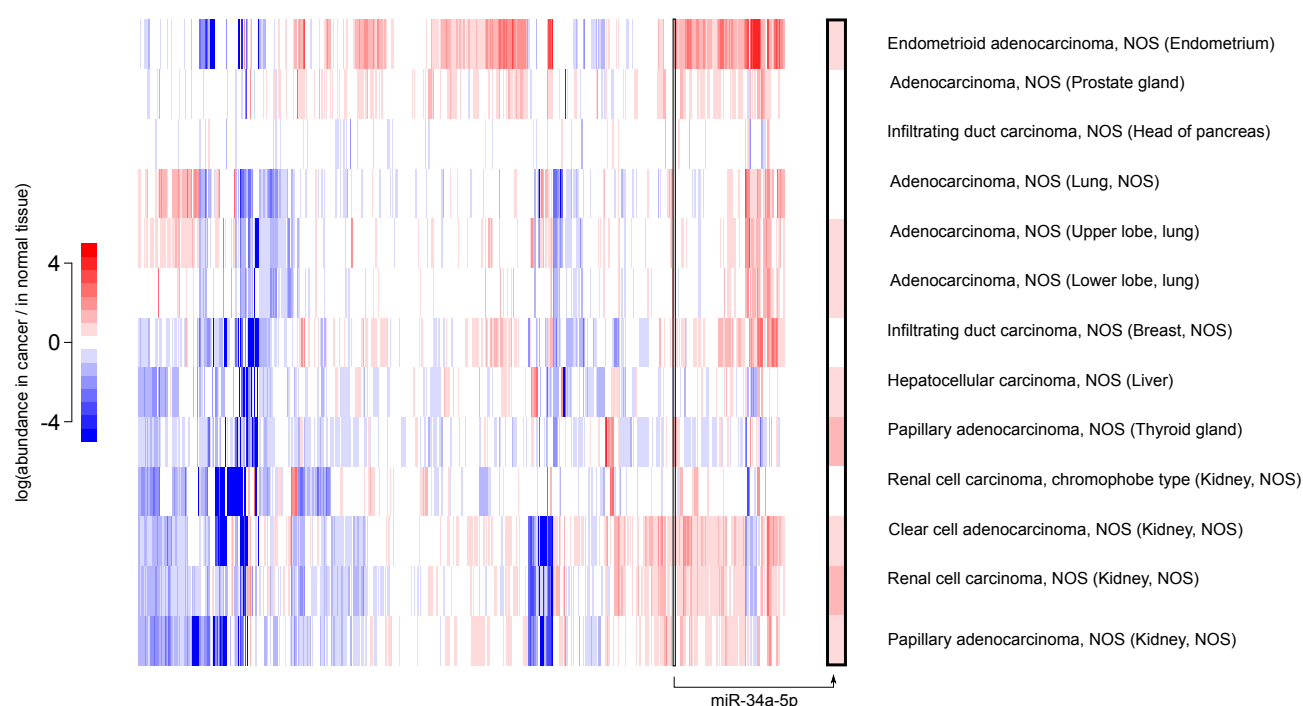 Endometrioid adenocarcinoma, NOS (Endometrium)
Adenocarcinoma, NOS (Prostate gland)
Infiltrating duct carcinoma, NOS (Head of pancreas)
Adenocarcinoma, NOS (Lung, NOS)
Adenocarcinoma, NOS (Upper lobe, lung)
Adenocarcinoma, NOS (Lower lobe, lung)
Infiltrating duct carcinoma, NOS (Breast, NOS)
Hepatocellular carcinoma, NOS (Liver)
Papillary adenocarcinoma, NOS (Thyroid gland)
Renal cell carcinoma, chromophobe type (Kidney, NOS)
Clear cell adenocarcinoma, NOS (Kidney, NOS)
Renal cell carcinoma, NOS (Kidney, NOS)
Papillary adenocarcinoma, NOS (Kidney, NOS)
log(abundance in cancer / in normal tissue)
4
0
-4
miR-34a-5p